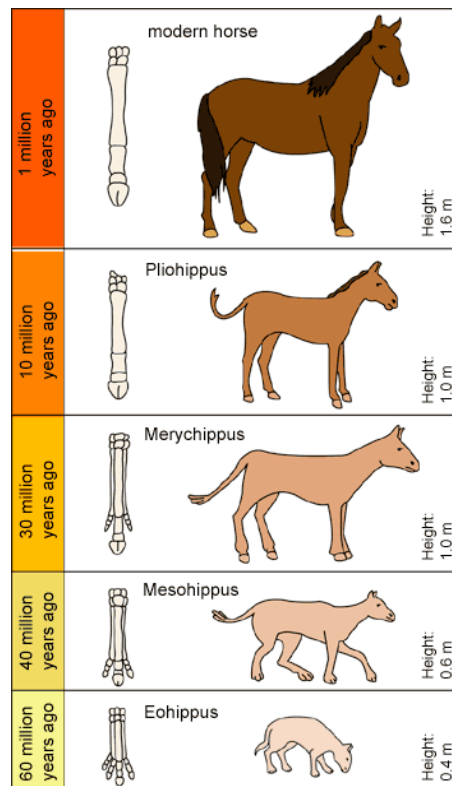 1 million
years ago
modern horse
Height:
1.6 m
10 million
years ago
Pliohippus
Height:
1.0 m
30 million
years ago
Merychippus
Height:
1.0 m
40 million
years ago
Mesohippus
Height:
0.6 m
60 million
years ago
Eohippus
Height:
0.4 m